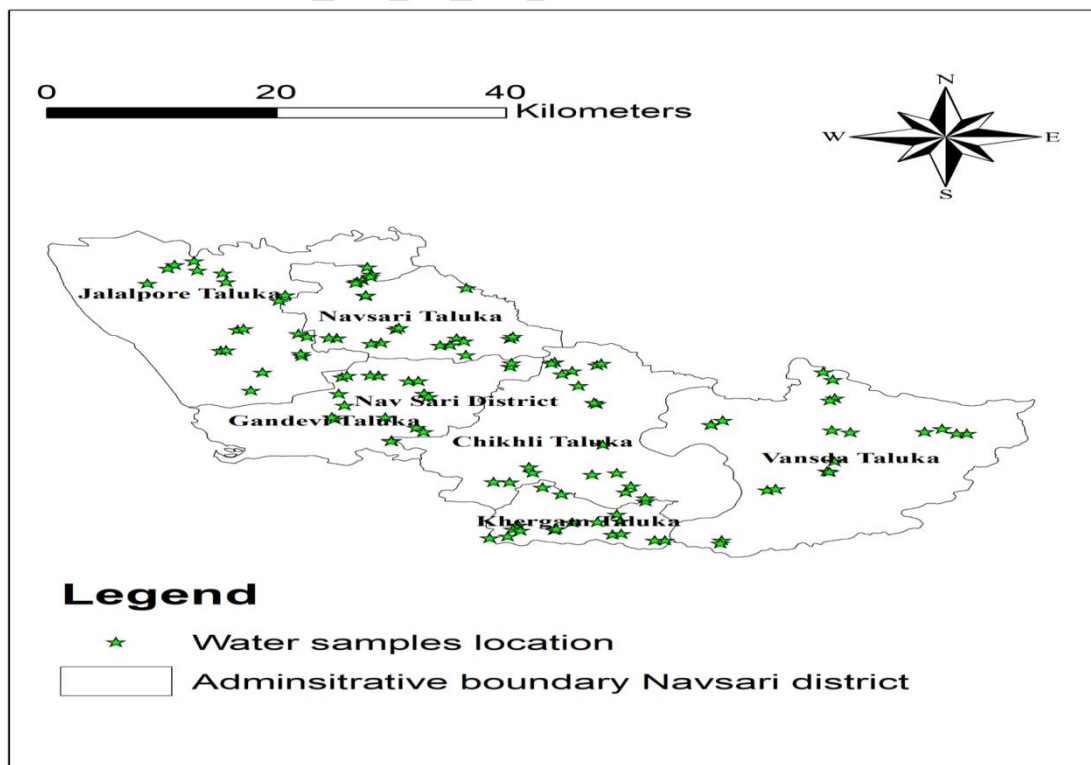 0 20 40
Kilometers
N
W E
S
Jalalpore Taluka
Navsari Taluka
Nav Sari District
Gandevi Taluka
Chikhli Taluka
Vansda Taluka
Khergam Taluka
Legend
Water samples location
Adminsitrative boundary Navsari district